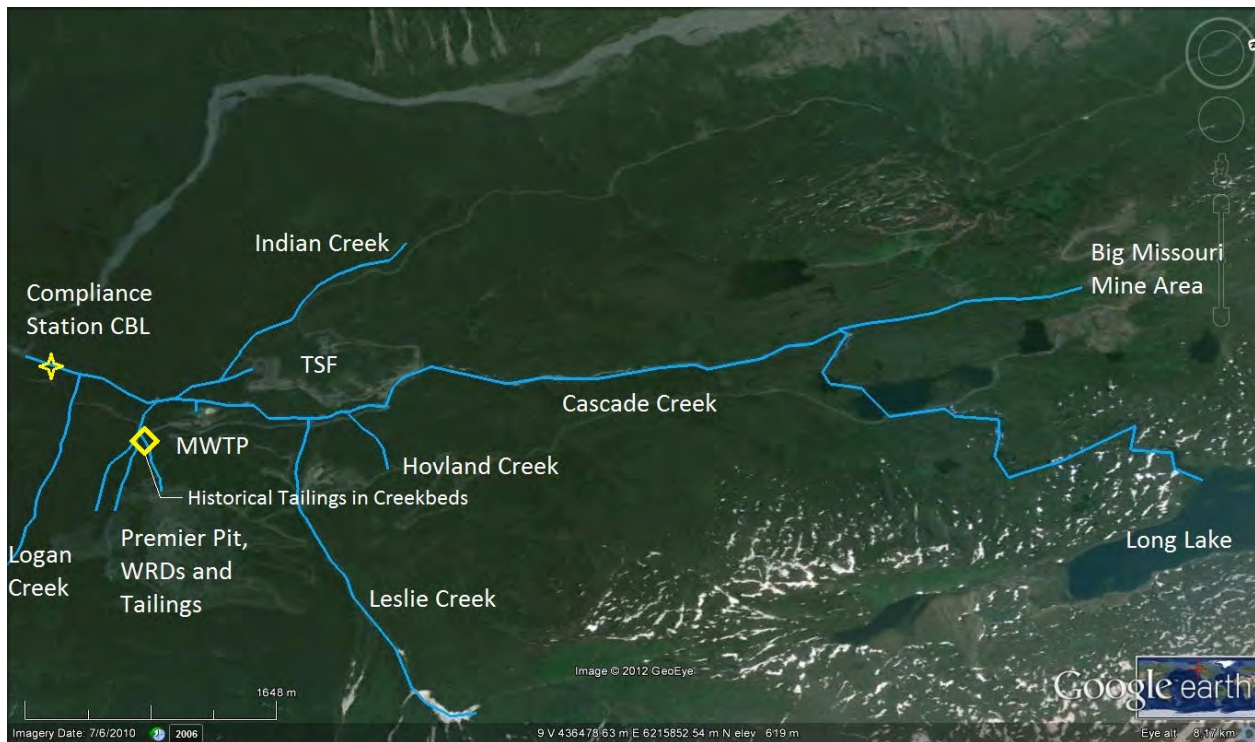 Indian Creek
Big Missouri
Mine Area
Compliance
Station CBL
TSF
Cascade Creek
MWTP
Hovland Creek
Historical Tailings in Creekbeds
Premier Pit,
WRDs and
Tailings
Logan
Creek
Long Lake
Leslie Creek
Image © 2012 GeoEye
1648 m
Google earth
Imagery Date: 7/6/2010
2006
9 V 436478.63 m E 6215852.54 m N elev 619 m
Eye alt 8.17 km